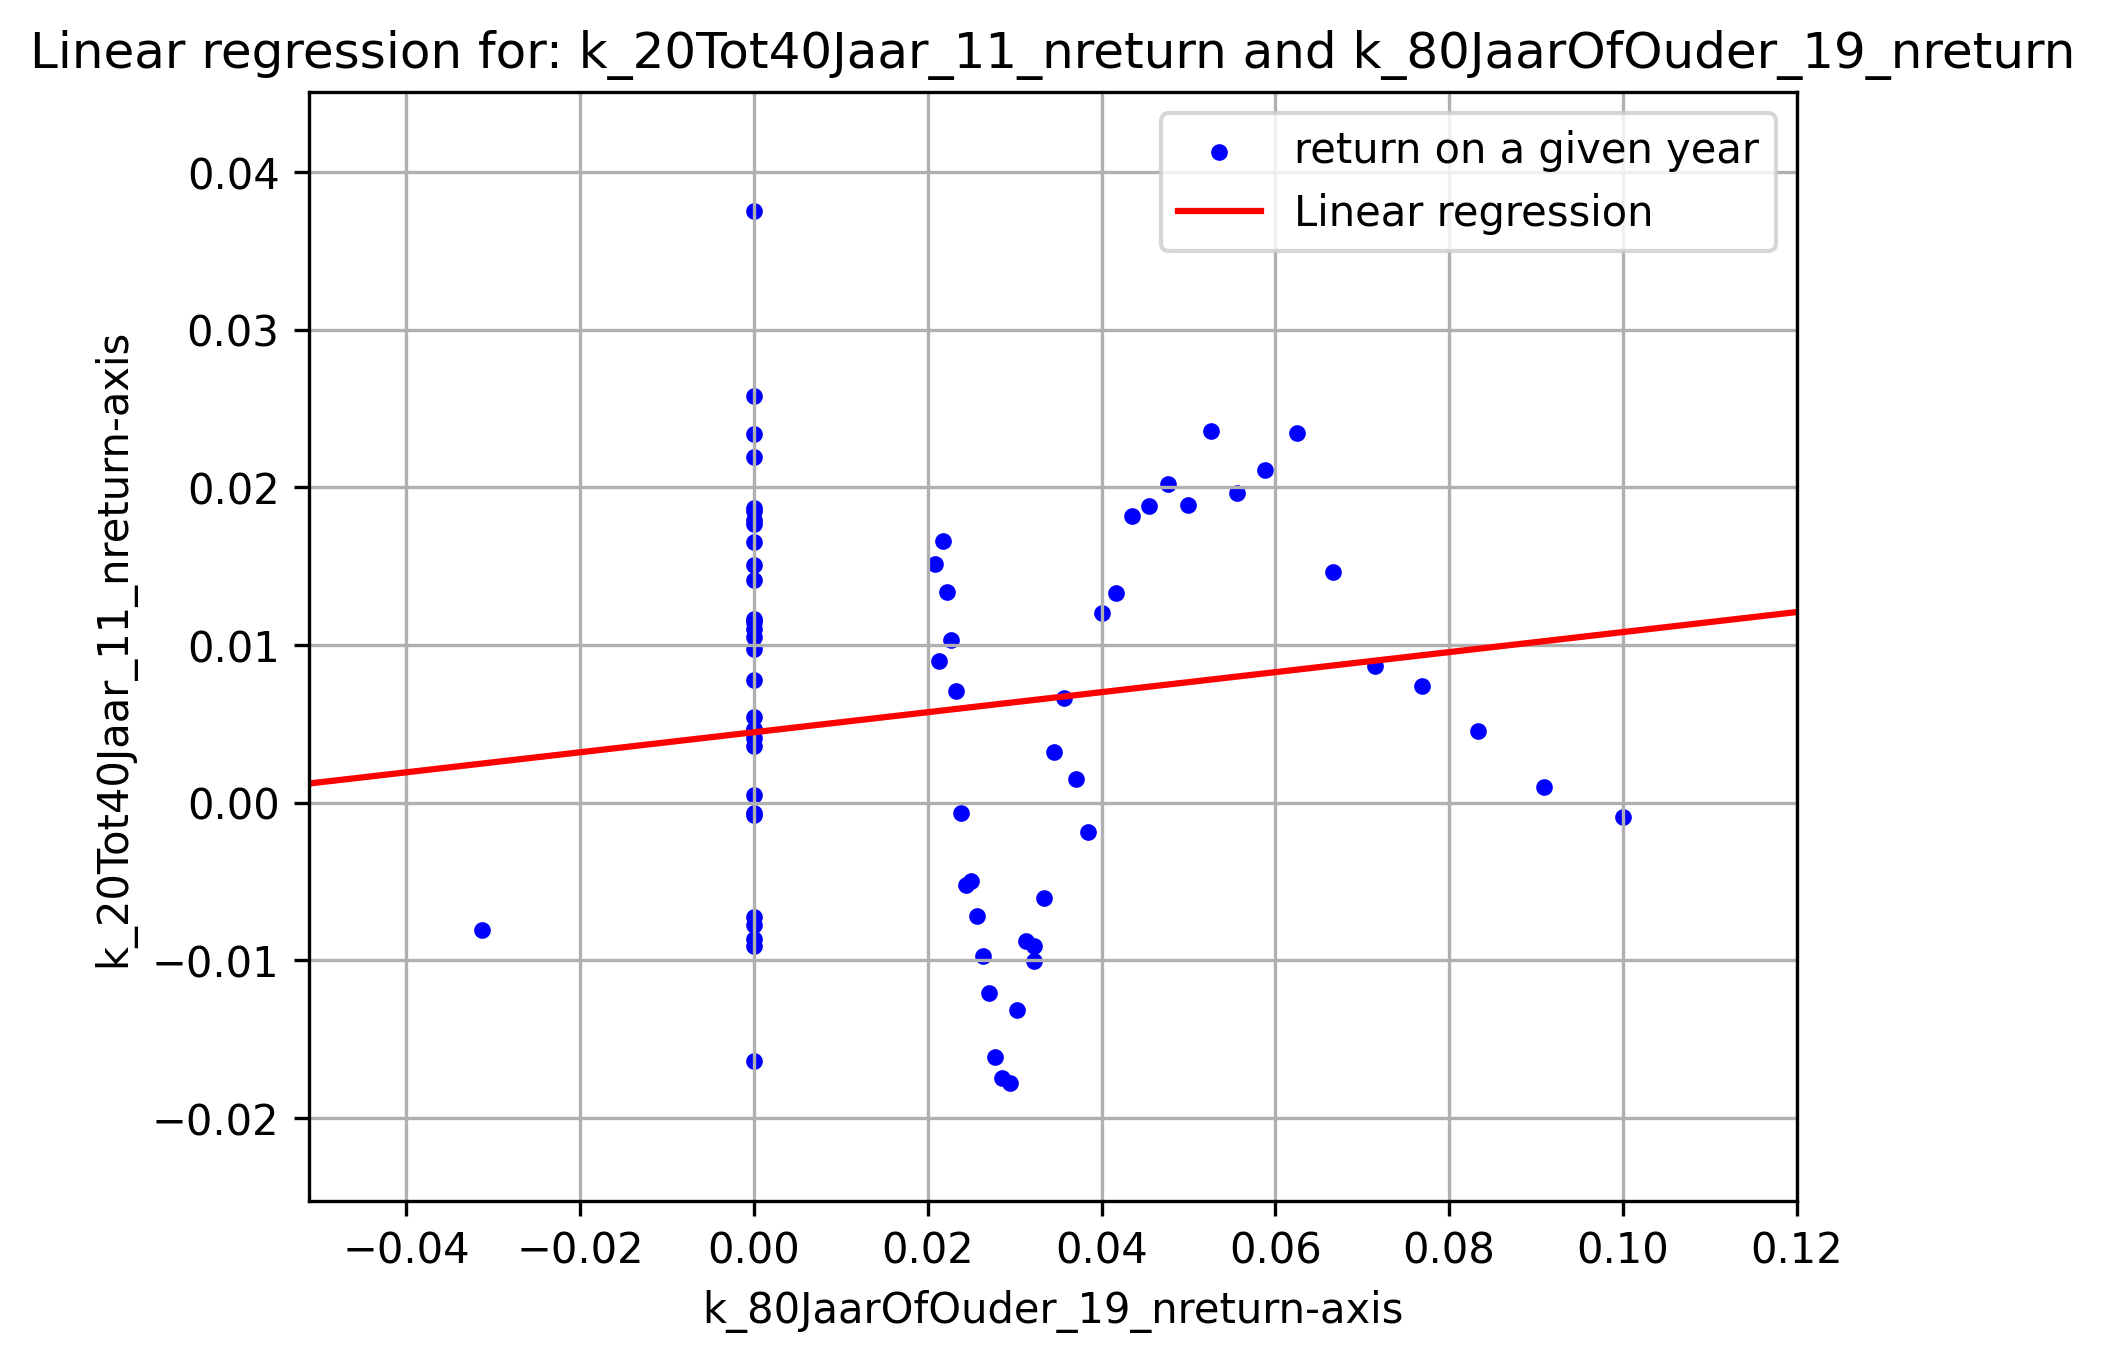 Linear regression for: k_20Tot40Jaar_11_nreturn and k_80JaarOfOuder_19_nreturn
return on a given year
Linear regression
0.04
0.03
0.02
0.01
0.00
−0.01
−0.02
k_20Tot40Jaar_11_nreturn-axis
−0.04 −0.02 0.00 0.02 0.04 0.06 0.08 0.10 0.12
k_80JaarOfOuder_19_nreturn-axis